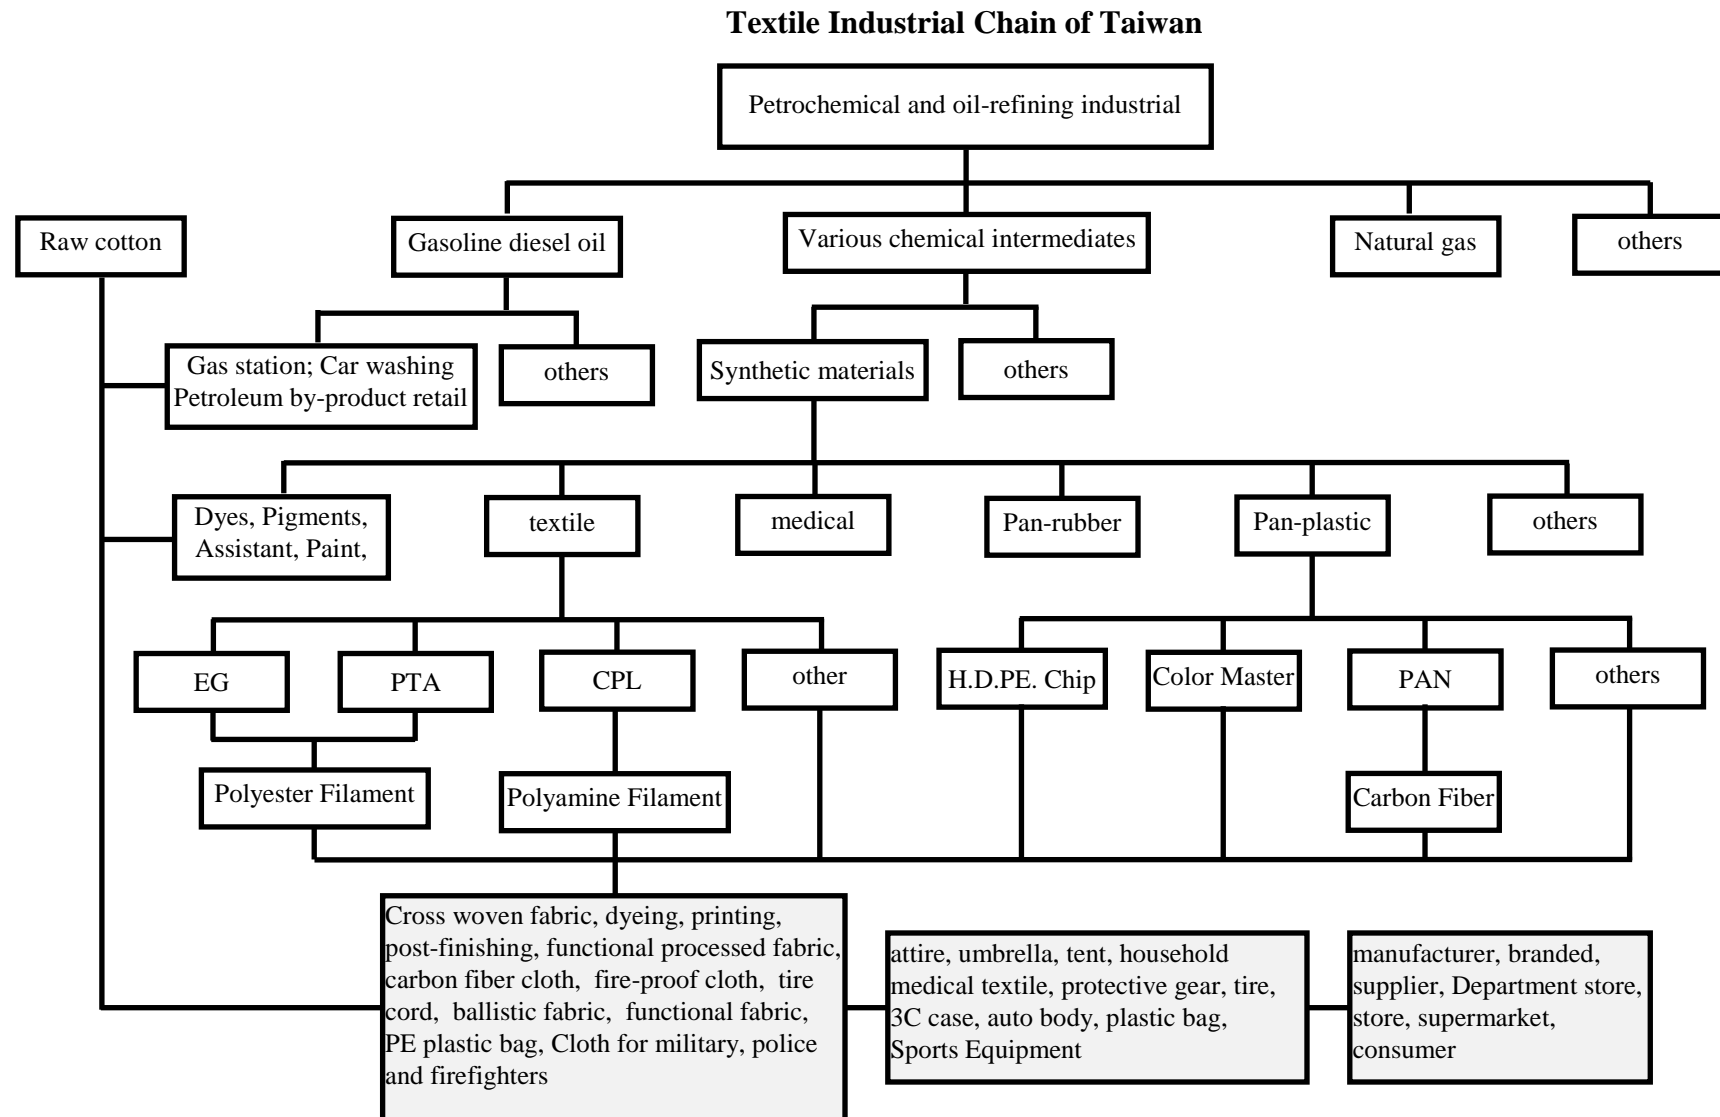 Textile Industrial Chain of Taiwan
Petrochemical and oil-refining industrial
Raw cotton
Gasoline diesel oil
Various chemical intermediates
Natural gas
others
Gas station; Car washing
Petroleum by-product retail
others
Synthetic materials
others
Dyes, Pigments,
Assistant, Paint,
textile
medical
Pan-rubber
Pan-plastic
others
EG
PTA
CPL
other
H.D.PE. Chip
Color Master
PAN
others
Polyester Filament
Polyamine Filament
Carbon Fiber
Cross woven fabric, dyeing, printing,
post-finishing, functional processed fabric,
carbon fiber cloth, fire-proof cloth, tire
cord, ballistic fabric, functional fabric,
PE plastic bag, Cloth for military, police
and firefighters
attire, umbrella, tent, household
medical textile, protective gear, tire,
3C case, auto body, plastic bag,
Sports Equipment
manufacturer, branded,
supplier, Department store,
store, supermarket,
consumer